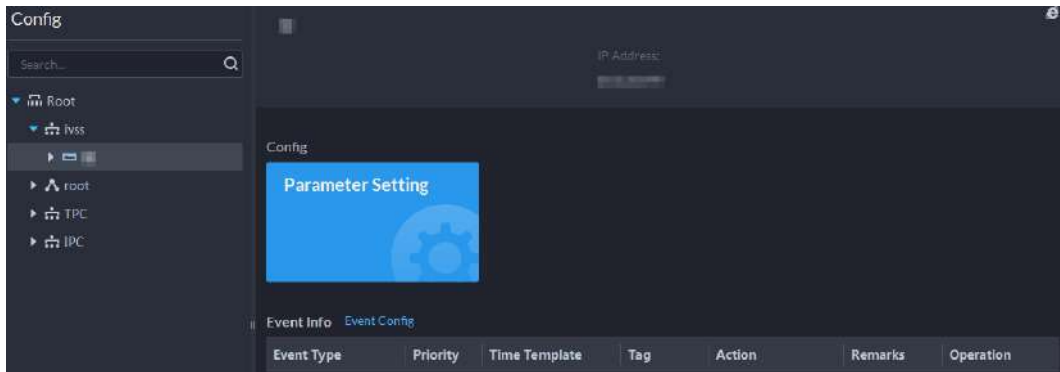 Config
Search...
Root
ivss
root
TPC
IPC
IP Address:
Config
Parameter Setting
Event Info Event Config
Event Type Priority Time Template Tag Action Remarks Operation